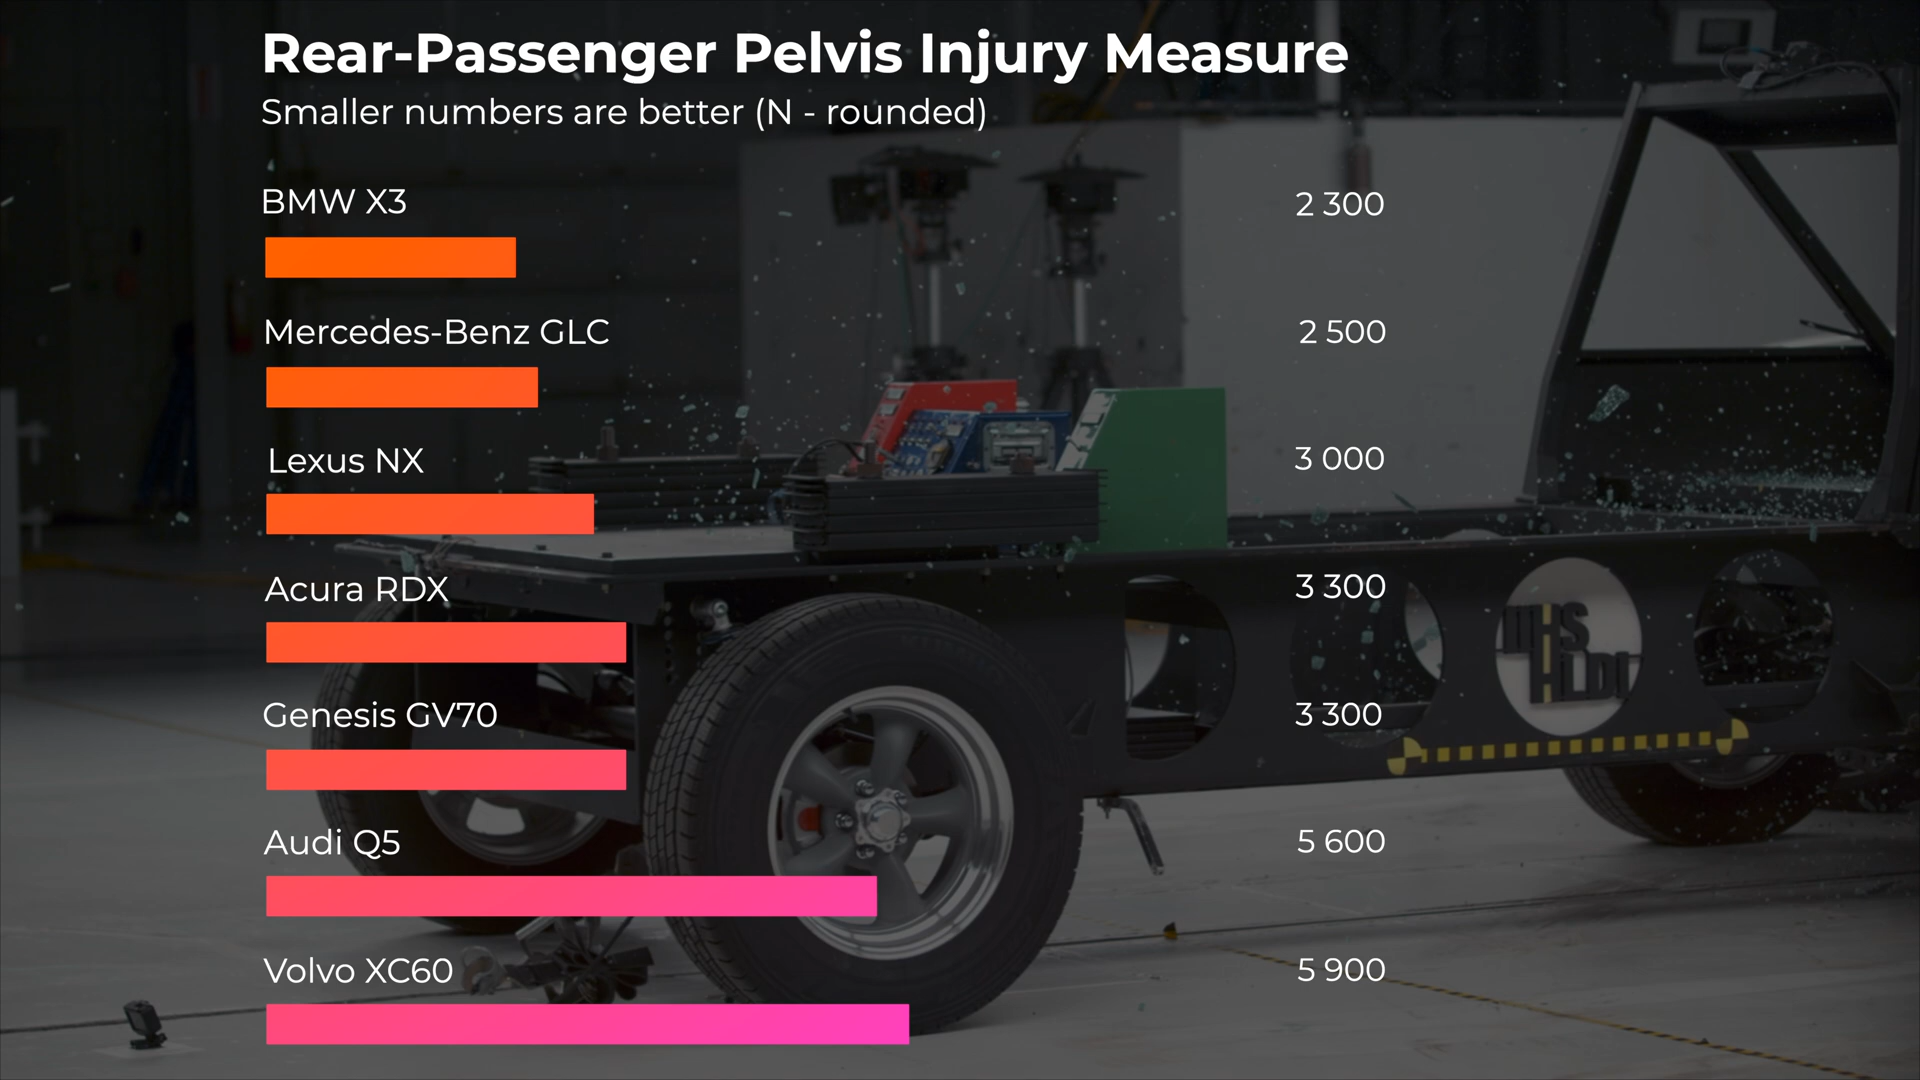 Rear-Passenger Pelvis Injury Measure
Smaller numbers are better (N - rounded)
BMW X3 2 300
Mercedes-Benz GLC 2 500
Lexus NX 3 000
Acura RDX 3 300
Genesis GV70 3 300
Audi Q5 5 600
Volvo XC60 5 900
IIHS
HLDI